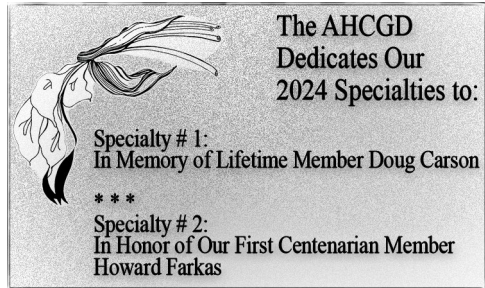 The AHCGD
Dedicates Our
2024 Specialties to:
Specialty # 1:
In Memory of Lifetime Member Doug Carson
* * *
Specialty # 2:
In Honor of Our First Centenarian Member
Howard Farkas